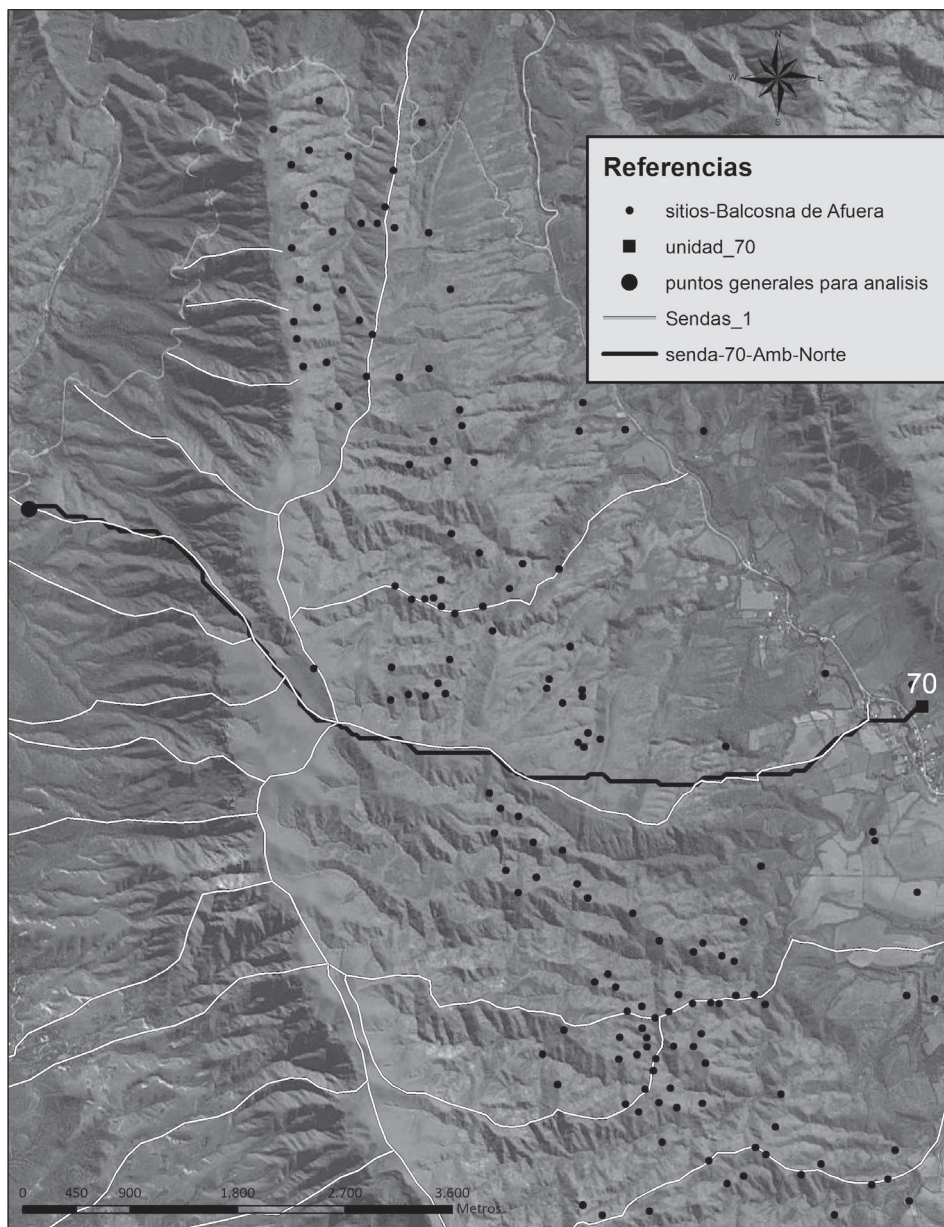 N
W E
S
Referencias
sitios-Balcosna de Afuera
unidad_70
puntos generales para analisis
Sendas_1
senda-70-Amb-Norte
70
0 450 900 1.800 2.700 3.600
Metros